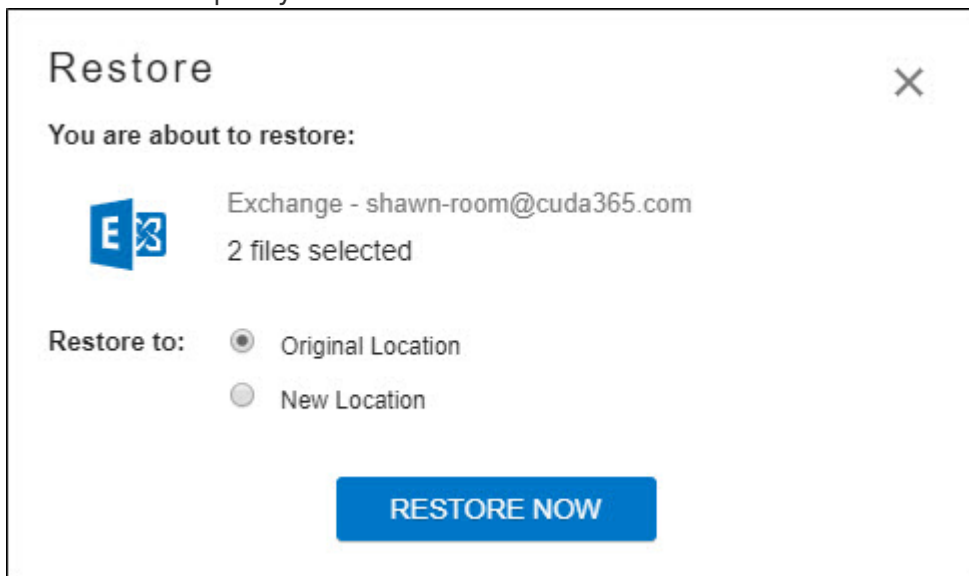 Restore
You are about to restore:
Exchange - shawn-room@cuda365.com
2 files selected
Restore to:
Original Location
New Location
RESTORE NOW